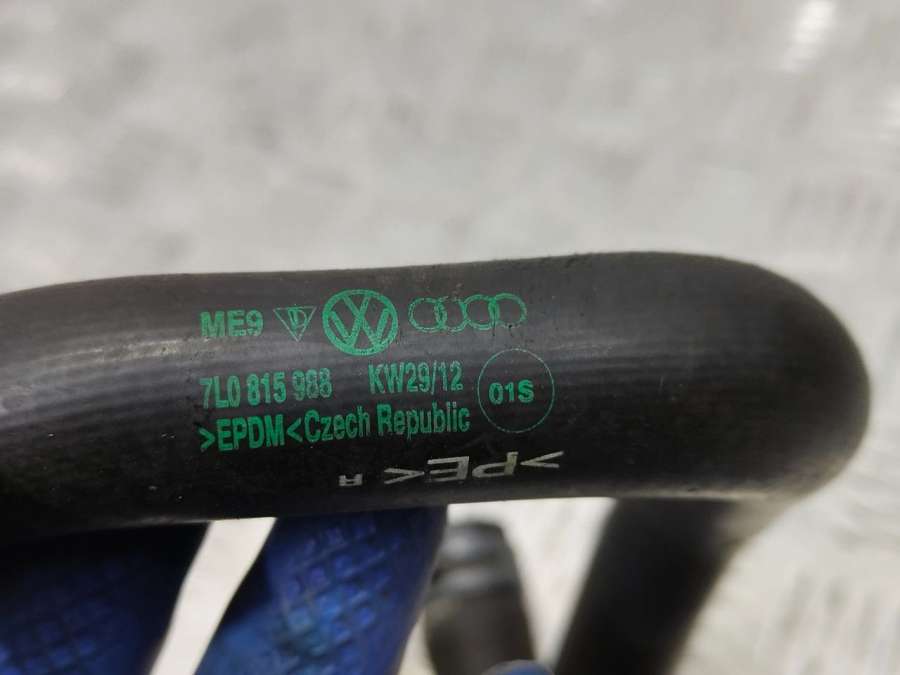 ME9
7L0 815 988 KW29/12
01S
>EPDM<Czech Republic
>PE< R